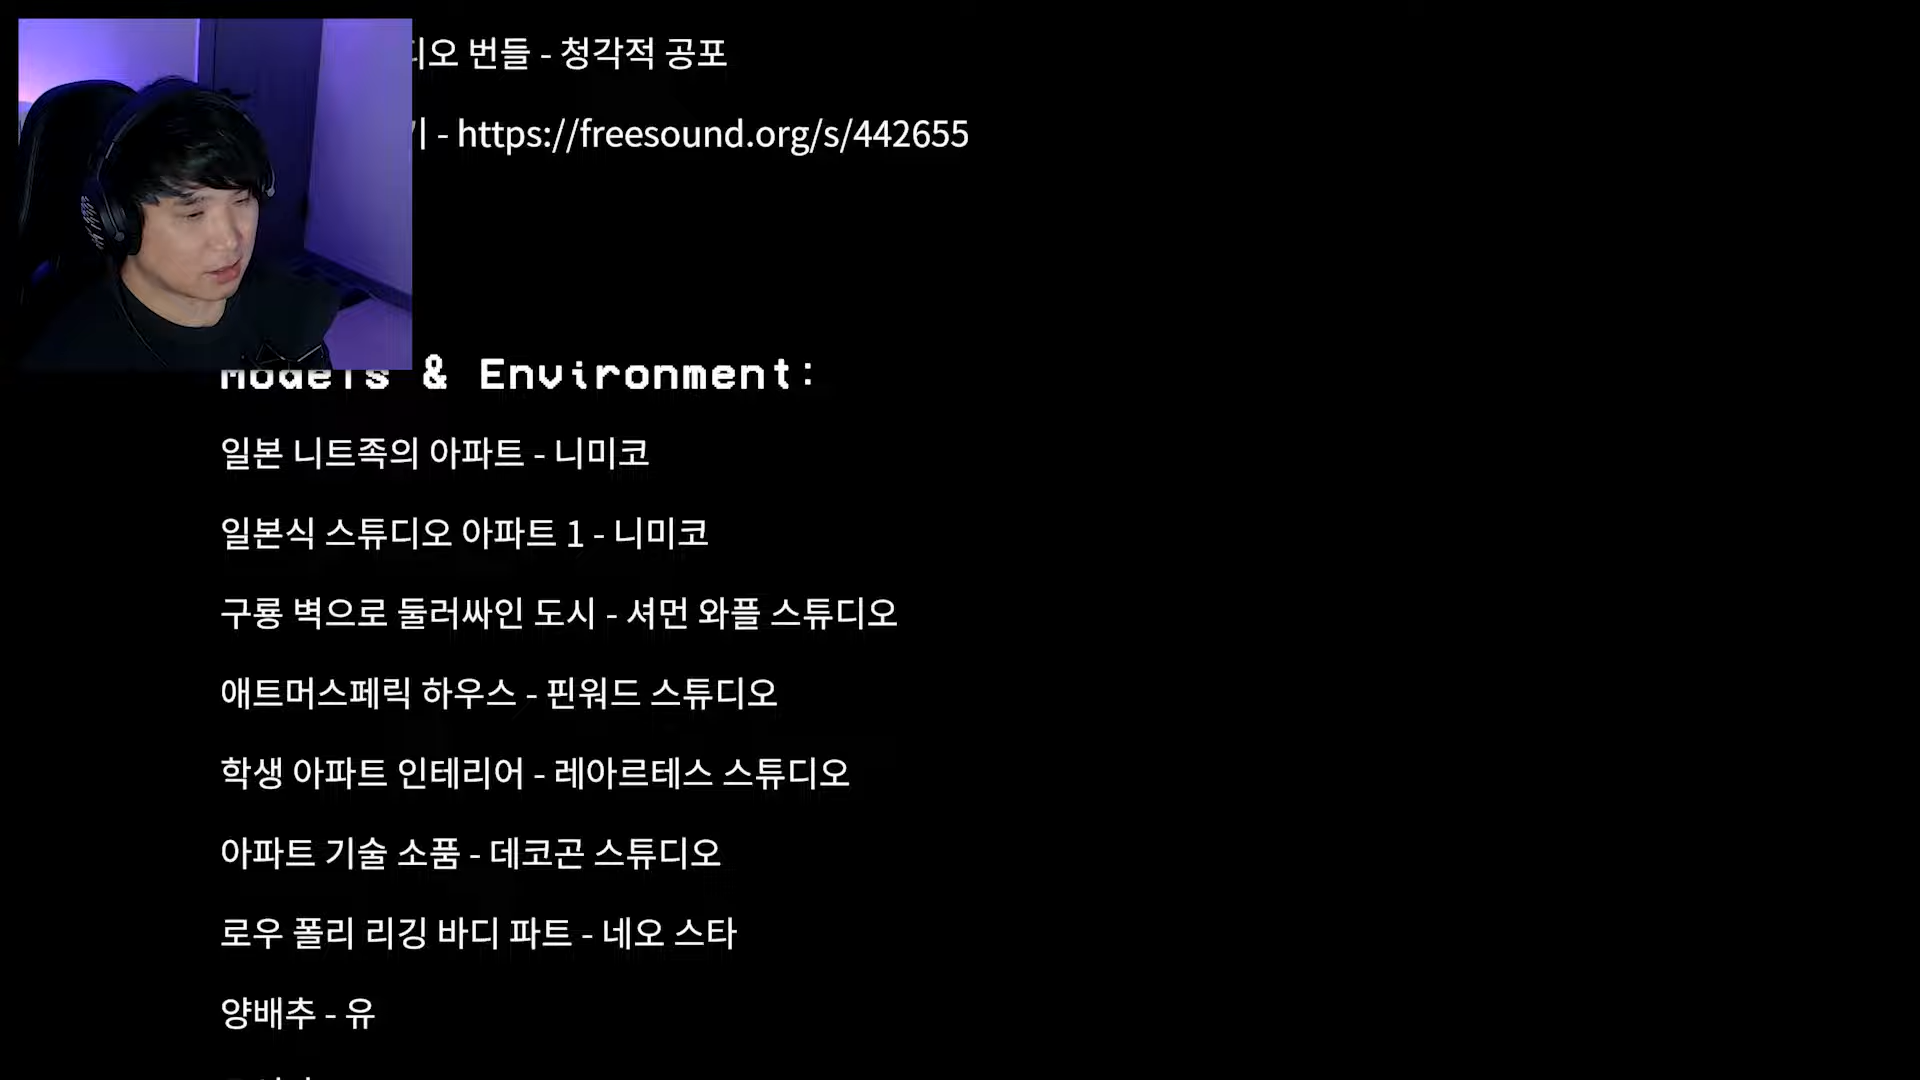 번들 - 청각적 공포
- https://freesound.org/s/442655
Models & Environment:
일본 니트족의 아파트 - 니미코
일본식 스튜디오 아파트 1 - 니미코
구룡 벽으로 둘러싸인 도시 - 셔먼 와플 스튜디오
애트머스페릭 하우스 - 핀워드 스튜디오
학생 아파트 인테리어 - 레아르테스 스튜디오
아파트 기술 소품 - 데코곤 스튜디오
로우 폴리 리깅 바디 파트 - 네오 스타
양배추 - 유